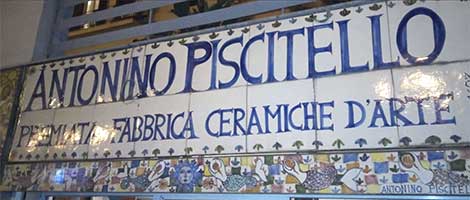 ANTONINO PISCITELLO
PREMIATA FABBRICA CERAMICHE D'ARTE
ANTONINO PISCITELLO